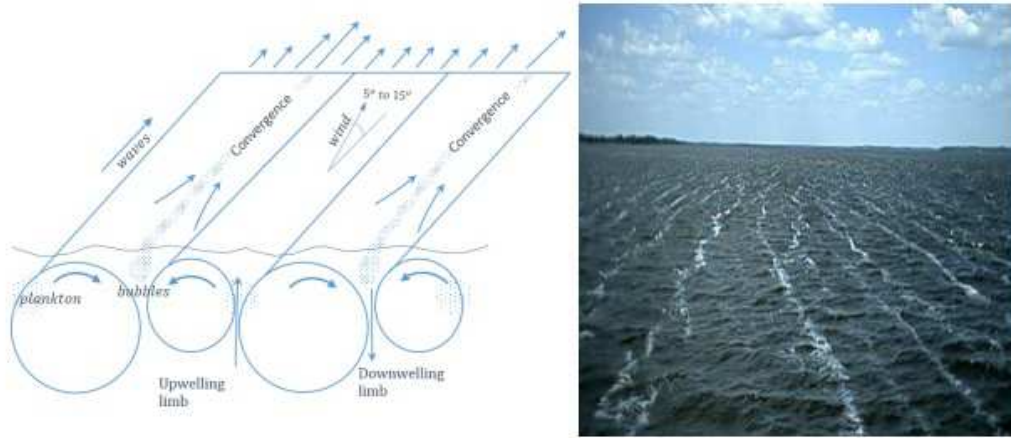 5° to 15°
wind
waves
Convergence
Convergence
plankton
bubbles
Upwelling
limb
Downwelling
limb